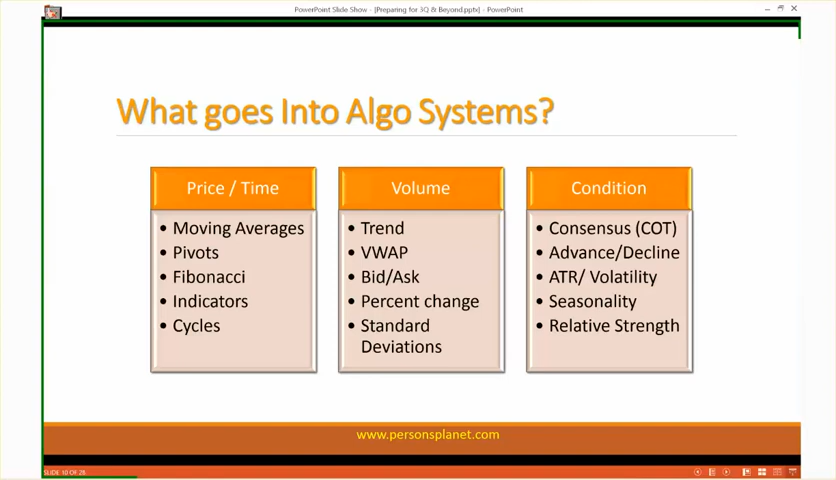 PowerPoint Slide Show - [Preparing for 3Q & Beyond.pptv] - PowerPoint
What goes Into Algo Systems?
Price / Time
• Moving Averages
• Pivots
• Fibonacci
• Indicators
• Cycles
Volume
• Trend
• VWAP
• Bid/Ask
• Percent change
• Standard
Deviations
Condition
• Consensus (COT)
• Advance/Decline
• ATR/ Volatility
• Seasonality
• Relative Strength
www.personsplanet.com
SLIDE 10 OF 28